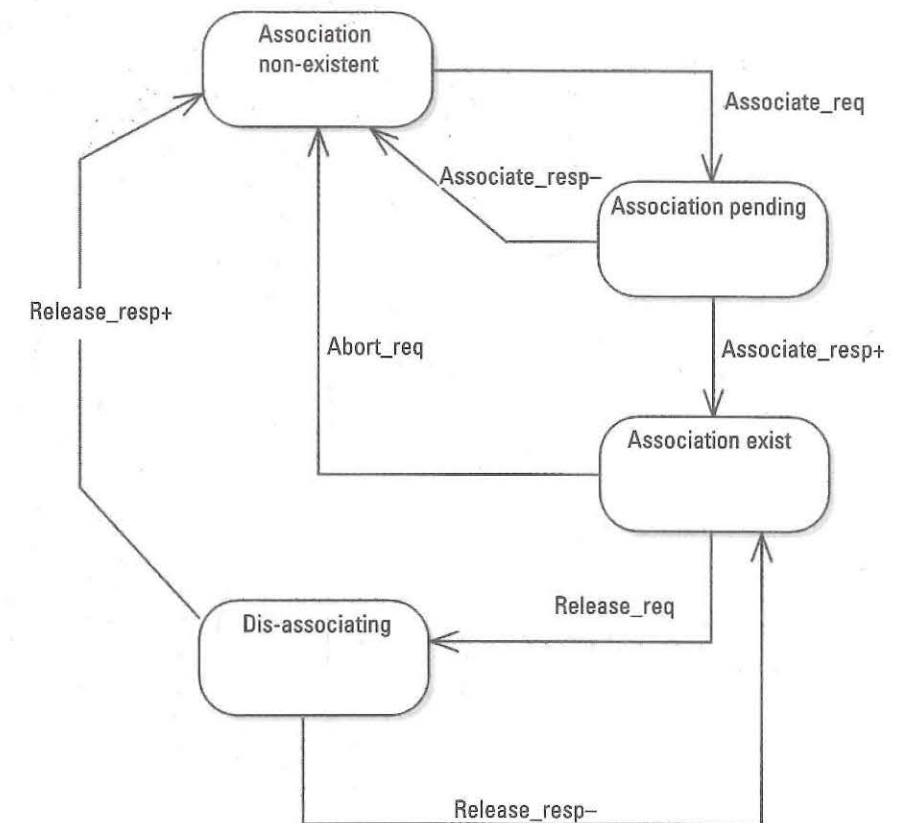 Association
non-existent
Associate_req
Associate_resp–
Association pending
Release_resp+
Abort_req
Associate_resp+
Association exist
Release_req
Dis-associating
Release_resp–